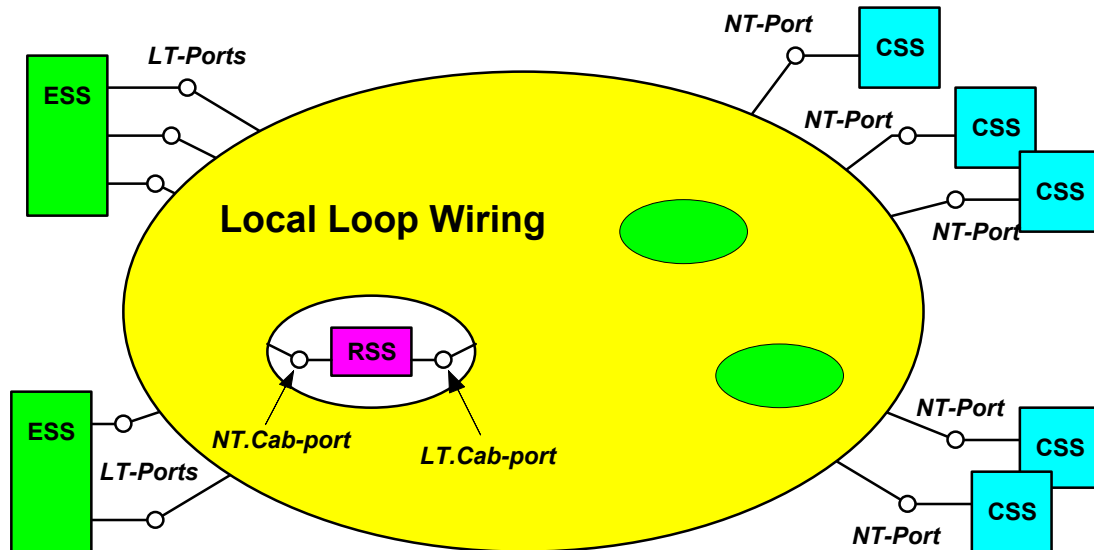 NT-Port
CSS
LT-Ports
ESS
NT-Port
CSS
CSS
NT-Port
Local Loop Wiring
RSS
NT.Cab-port
LT.Cab-port
ESS
LT-Ports
NT-Port
CSS
CSS
NT-Port